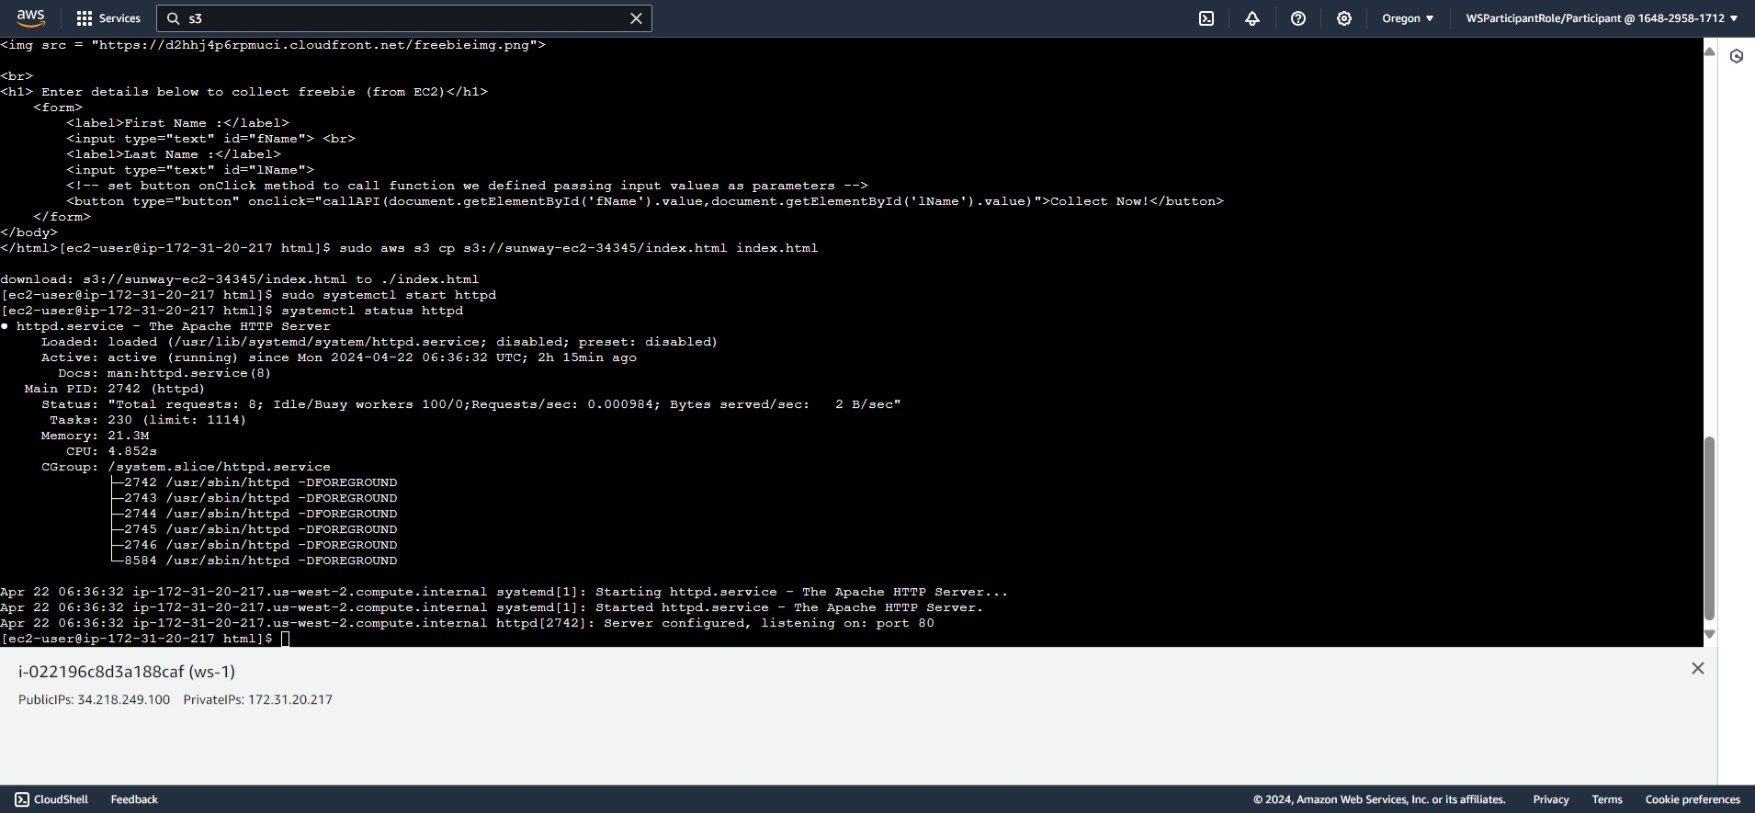 aws Services s3 Oregon ▼ WSParticipantRole/Participant @ 1648-2958-1712 ▼
<img src = "https://d2hhj4p6rpmuci.cloudfront.net/freebieimg.png">
<br>
<h1> Enter details below to collect freebie (from EC2)</h1>
    <form>
        <label>First Name :</label>
        <input type="text" id="fName"> <br>
        <label>Last Name :</label>
        <input type="text" id="lName">
        <!-- set button onClick method to call function we defined passing input values as parameters -->
        <button type="button" onclick="callAPI(document.getElementById('fName').value,document.getElementById('lName').value)">Collect Now!</button>
    </form>
</body>
</html>[ec2-user@ip-172-31-20-217 html]$ sudo aws s3 cp s3://sunway-ec2-34345/index.html index.html
download: s3://sunway-ec2-34345/index.html to ./index.html
[ec2-user@ip-172-31-20-217 html]$ sudo systemctl start httpd
[ec2-user@ip-172-31-20-217 html]$ systemctl status httpd
● httpd.service - The Apache HTTP Server
     Loaded: loaded (/usr/lib/systemd/system/httpd.service; disabled; preset: disabled)
     Active: active (running) since Mon 2024-04-22 06:36:32 UTC; 2h 15min ago
       Docs: man:httpd.service(8)
   Main PID: 2742 (httpd)
     Status: "Total requests: 8; Idle/Busy workers 100/0;Requests/sec: 0.000984; Bytes served/sec:   2 B/sec"
      Tasks: 230 (limit: 1114)
     Memory: 21.3M
        CPU: 4.852s
     CGroup: /system.slice/httpd.service
             ├─2742 /usr/sbin/httpd -DFOREGROUND
             ├─2743 /usr/sbin/httpd -DFOREGROUND
             ├─2744 /usr/sbin/httpd -DFOREGROUND
             ├─2745 /usr/sbin/httpd -DFOREGROUND
             ├─2746 /usr/sbin/httpd -DFOREGROUND
             └─8584 /usr/sbin/httpd -DFOREGROUND
Apr 22 06:36:32 ip-172-31-20-217.us-west-2.compute.internal systemd[1]: Starting httpd.service - The Apache HTTP Server...
Apr 22 06:36:32 ip-172-31-20-217.us-west-2.compute.internal systemd[1]: Started httpd.service - The Apache HTTP Server.
Apr 22 06:36:32 ip-172-31-20-217.us-west-2.compute.internal httpd[2742]: Server configured, listening on: port 80
[ec2-user@ip-172-31-20-217 html]$
i-022196c8d3a188caf (ws-1)
PublicIPs: 34.218.249.100 PrivateIPs: 172.31.20.217
CloudShell Feedback © 2024, Amazon Web Services, Inc. or its affiliates. Privacy Terms Cookie preferences